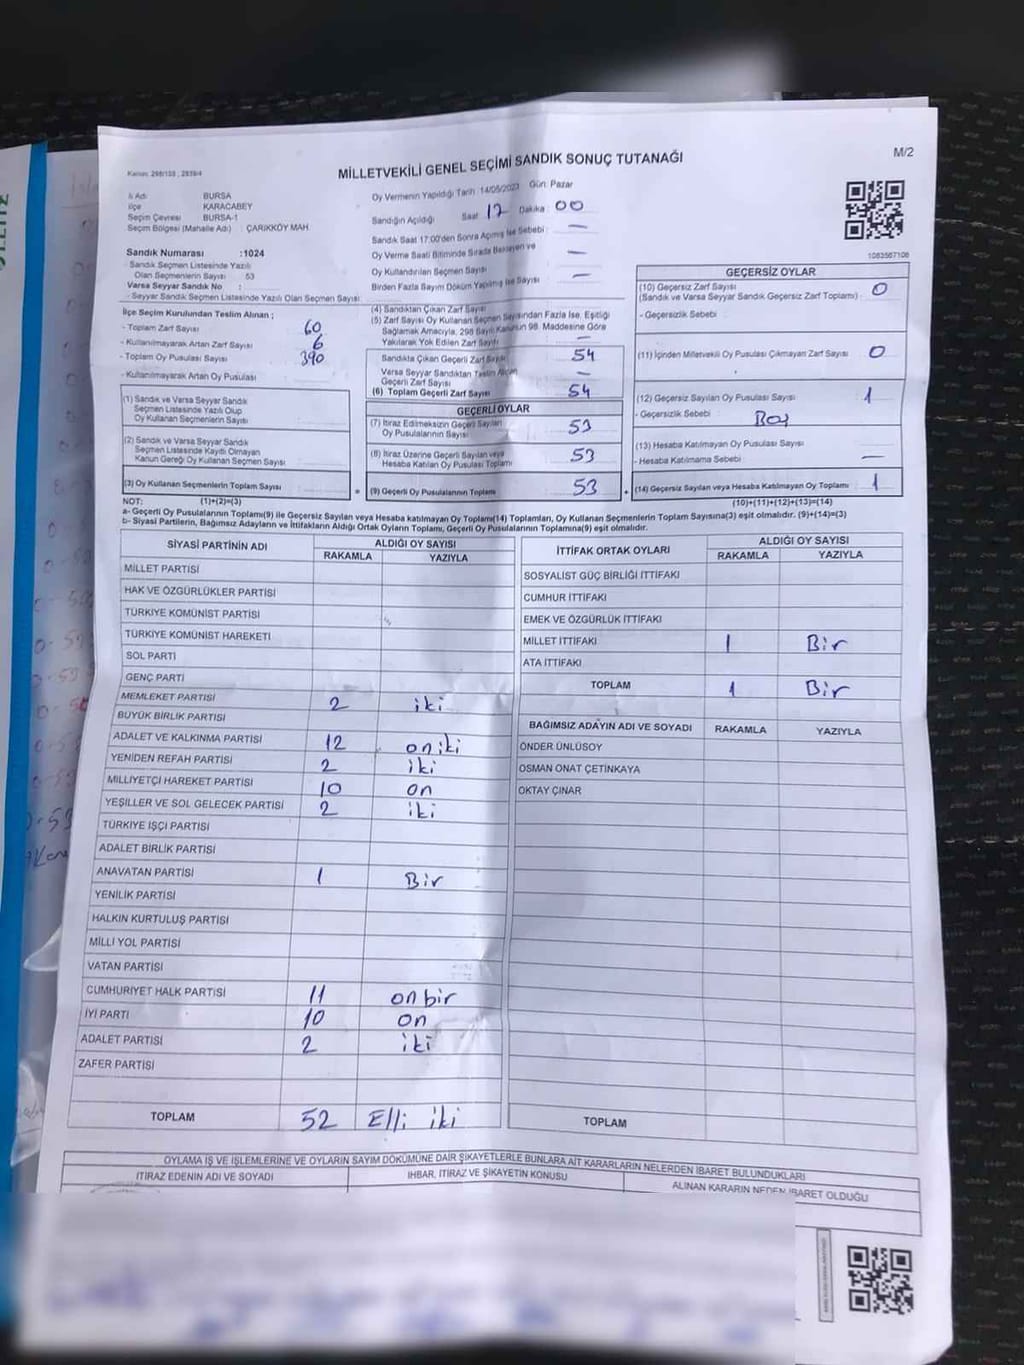 Kanun: 298/105 , 2839/4
MİLLETVEKİLİ GENEL SEÇİMİ SANDIK SONUÇ TUTANAĞI
M/2
İli Adı : BURSA
İlçe : KARACABEY
Seçim Çevresi : BURSA-1
Seçim Bölgesi (Mahalle Adı) : ÇARIKKÖY MAH
Sandık Numarası :1024
- Sandık Seçmen Listesinde Yazılı
Olan Seçmenlerin Sayısı : 53
Varsa Seyyar Sandık No :
- Seyyar Sandık Seçmen Listesinde Yazılı Olan Seçmen Sayısı:
Oy Vermenin Yapıldığı Tarih: 14/05/2023 Gün: Pazar
Sandığın Açıldığı Saat 17 Dakika : 00
Sandık Saat 17:00'den Sonra Açılmış İse Sebebi : —
Oy Verme Saati Bitiminde Sırada Bekleyen ve
Oy Kullandırılan Seçmen Sayısı —
Birden Fazla Sayım Döküm Yapılmış İse Sayısı —
1083567106
İlçe Seçim Kurulundan Teslim Alınan ;
- Toplam Zarf Sayısı : 60
- Kullanılmayarak Artan Zarf Sayısı : 6
- Toplam Oy Pusulası Sayısı : 390
- Kullanılmayarak Artan Oy Pusulası :
(1) Sandık ve Varsa Seyyar Sandık
Seçmen Listesinde Yazılı Olup
Oy Kullanan Seçmenlerin Sayısı :
(2) Sandık ve Varsa Seyyar Sandık
Seçmen Listesinde Kayıtlı Olmayan
Kanun Gereği Oy Kullanan Seçmen Sayısı :
(3) Oy Kullanan Seçmenlerin Toplam Sayısı :
(1)+(2)=(3)
(4) Sandıktan Çıkan Zarf Sayısı
(5) Zarf Sayısı Oy Kullanan Seçmen Sayısından Fazla İse, Eşitliği
Sağlamak Amacıyla, 298 Sayılı Kanunun 98. Maddesine Göre
Yakılarak Yok Edilen Zarf Sayısı —
Sandıkta Çıkan Geçerli Zarf Sayısı 54
Varsa Seyyar Sandıktan Teslim Alınan
Geçerli Zarf Sayısı —
(6) Toplam Geçerli Zarf Sayısı 54
GEÇERLİ OYLAR
(7) İtiraz Edilmeksizin Geçerli Sayılan
Oy Pusulalarının Sayısı 53
(8) İtiraz Üzerine Geçerli Sayılan veya
Hesaba Katılan Oy Pusulası Toplamı 53
(9) Geçerli Oy Pusulalarının Toplamı 53
GEÇERSİZ OYLAR
(10) Geçersiz Zarf Sayısı
(Sandık ve Varsa Seyyar Sandık Geçersiz Zarf Toplamı) : 0
- Geçersizlik Sebebi :
(11) İçinden Milletvekili Oy Pusulası Çıkmayan Zarf Sayısı : 0
(12) Geçersiz Sayılan Oy Pusulası Sayısı : 1
- Geçersizlik Sebebi : Boş
(13) Hesaba Katılmayan Oy Pusulası Sayısı :
- Hesaba Katılmama Sebebi : —
(14) Geçersiz Sayılan veya Hesaba Katılmayan Oy Toplamı : 1
(10)+(11)+(12)+(13)=(14)
NOT:
a- Geçerli Oy Pusulalarının Toplamı(9) ile Geçersiz Sayılan veya Hesaba katılmayan Oy Toplamı(14) Toplamları, Oy Kullanan Seçmenlerin Toplam Sayısına(3) eşit olmalıdır. (9)+(14)=(3)
b- Siyasi Partilerin, Bağımsız Adayların ve İttifakların Aldığı Ortak Oyların Toplamı, Geçerli Oy Pusulalarının Toplamına(9) eşit olmalıdır.
SİYASİ PARTİNİN ADI ALDIĞI OY SAYISI
RAKAMLA YAZIYLA
MİLLET PARTİSİ
HAK VE ÖZGÜRLÜKLER PARTİSİ
TÜRKİYE KOMÜNİST PARTİSİ
TÜRKİYE KOMÜNİST HAREKETİ
SOL PARTİ
GENÇ PARTİ
MEMLEKET PARTİSİ 2 iki
BÜYÜK BİRLİK PARTİSİ
ADALET VE KALKINMA PARTİSİ 12 on iki
YENİDEN REFAH PARTİSİ 2 iki
MİLLİYETÇİ HAREKET PARTİSİ 10 on
YEŞİLLER VE SOL GELECEK PARTİSİ 2 iki
TÜRKİYE İŞÇİ PARTİSİ
ADALET BİRLİK PARTİSİ
ANAVATAN PARTİSİ 1 Bir
YENİLİK PARTİSİ
HALKIN KURTULUŞ PARTİSİ
MİLLİ YOL PARTİSİ
VATAN PARTİSİ
CUMHURİYET HALK PARTİSİ 11 on bir
İYİ PARTİ 10 on
ADALET PARTİSİ 2 iki
ZAFER PARTİSİ
TOPLAM 52 Elli iki
İTTİFAK ORTAK OYLARI ALDIĞI OY SAYISI
RAKAMLA YAZIYLA
SOSYALİST GÜÇ BİRLİĞİ İTTİFAKI
CUMHUR İTTİFAKI
EMEK VE ÖZGÜRLÜK İTTİFAKI
MİLLET İTTİFAKI 1 Bir
ATA İTTİFAKI
TOPLAM 1 Bir
BAĞIMSIZ ADAYIN ADI VE SOYADI RAKAMLA YAZIYLA
ÖNDER ÜNLÜSOY
OSMAN ONAT ÇETİNKAYA
OKTAY ÇINAR
TOPLAM
OYLAMA İŞ VE İŞLEMLERİNE VE OYLARIN SAYIM DÖKÜMÜNE DAİR ŞİKAYETLERLE BUNLARA AİT KARARLARIN NELERDEN İBARET BULUNDUKLARI
İTİRAZ EDENİN ADI VE SOYADI İHBAR, İTİRAZ VE ŞİKAYETİN KONUSU ALINAN KARARIN NEDEN İBARET OLDUĞU